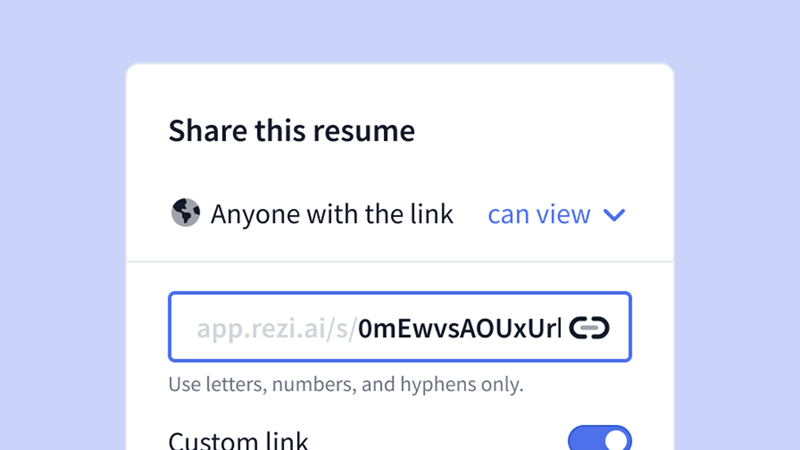 Share this resume
Anyone with the link can view
app.rezi.ai/s/0mEwvsAOUxUrl
Use letters, numbers, and hyphens only.
Custom link